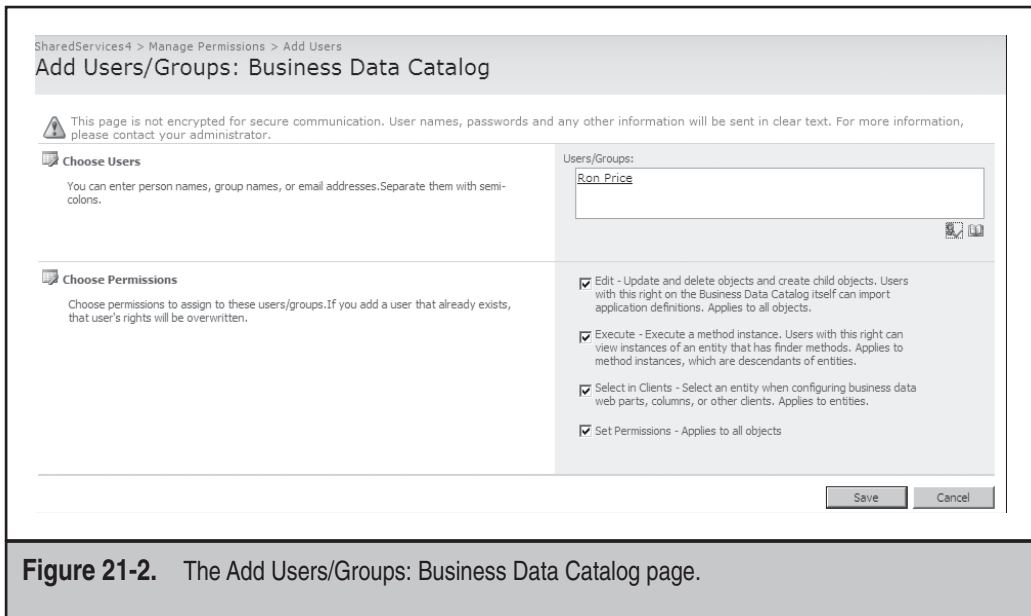 SharedServices4 > Manage Permissions > Add Users
Add Users/Groups: Business Data Catalog
This page is not encrypted for secure communication. User names, passwords and any other information will be sent in clear text. For more information,
please contact your administrator.
Choose Users
You can enter person names, group names, or email addresses.Separate them with semi-
colons.
Users/Groups:
Ron Price
Choose Permissions
Choose permissions to assign to these users/groups.If you add a user that already exists,
that user's rights will be overwritten.
Edit - Update and delete objects and create child objects. Users
with this right on the Business Data Catalog itself can import
application definitions. Applies to all objects.
Execute - Execute a method instance. Users with this right can
view instances of an entity that has finder methods. Applies to
method instances, which are descendants of entities.
Select in Clients - Select an entity when configuring business data
web parts, columns, or other clients. Applies to entities.
Set Permissions - Applies to all objects
Save Cancel
Figure 21-2. The Add Users/Groups: Business Data Catalog page.